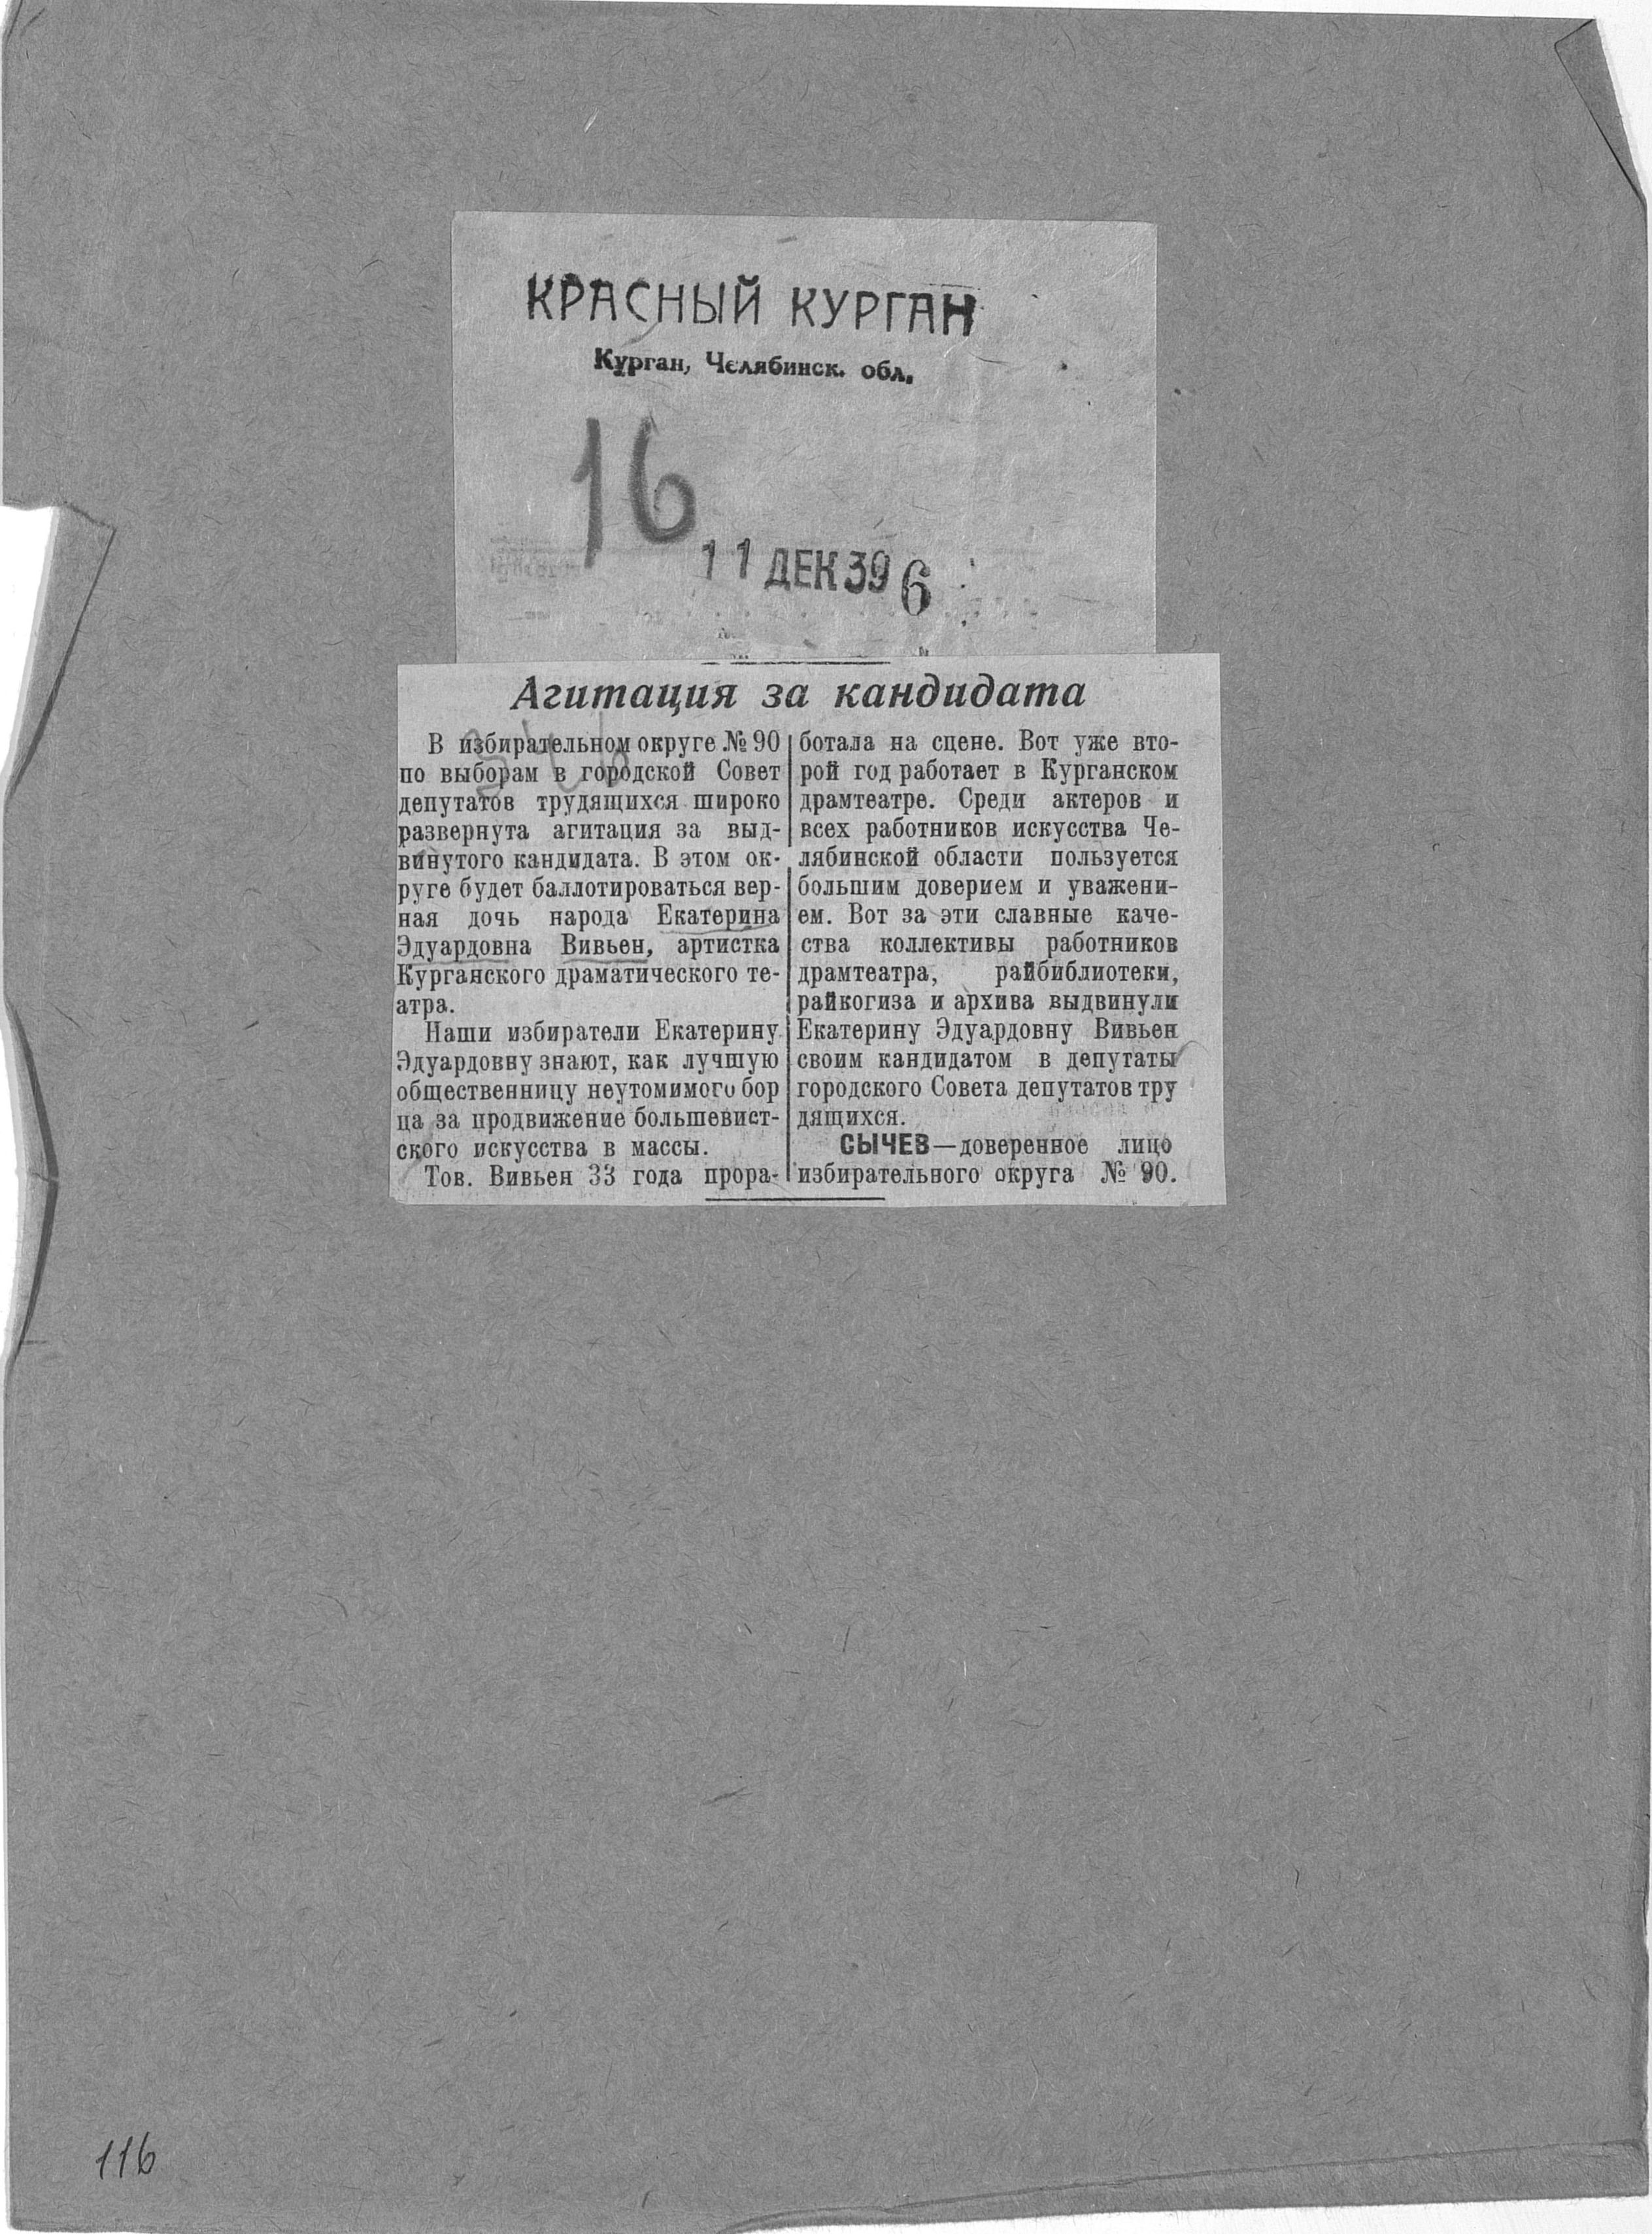 КРАСНЫЙ КУРГАН
Курган, Челябинск. обл.
16
11 ДЕК 39 6
Агитация за кандидата
В избирательном округе № 90
по выборам в городской Совет
депутатов трудящихся широко
развернута агитация за выд-
винутого кандидата. В этом ок-
руге будет баллотироваться вер-
ная дочь народа Екатерина
Эдуардовна Вивьен, артистка
Курганского драматического те-
атра.
Наши избиратели Екатерину
Эдуардовну знают, как лучшую
общественницу неутомимого бор
ца за продвижение большевист-
ского искусства в массы.
Тов. Вивьен 33 года прора-
ботала на сцене. Вот уже вто-
рой год работает в Курганском
драмтеатре. Среди актеров и
всех работников искусства Че-
лябинской области пользуется
большим доверием и уважени-
ем. Вот за эти славные каче-
ства коллективы работников
драмтеатра, райбиблиотеки,
райкогиза и архива выдвинули
Екатерину Эдуардовну Вивьен
своим кандидатом в депутаты
городского Совета депутатов тру
дящихся.
СЫЧЕВ—доверенное лицо
избирательного округа № 90.
116